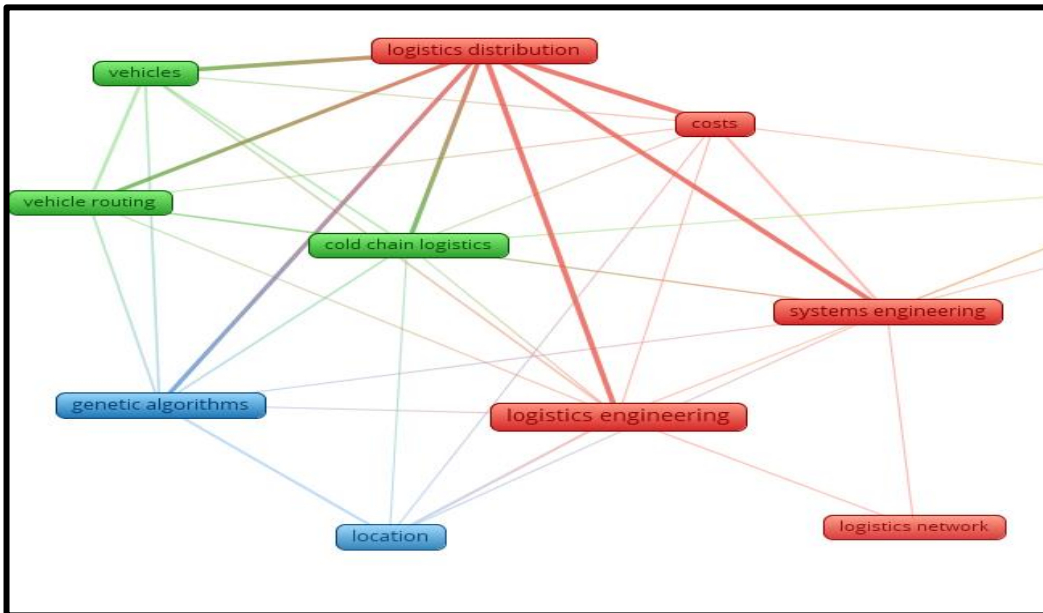 logistics distribution
vehicles
costs
vehicle routing
cold chain logistics
systems engineering
genetic algorithms
logistics engineering
logistics network
location